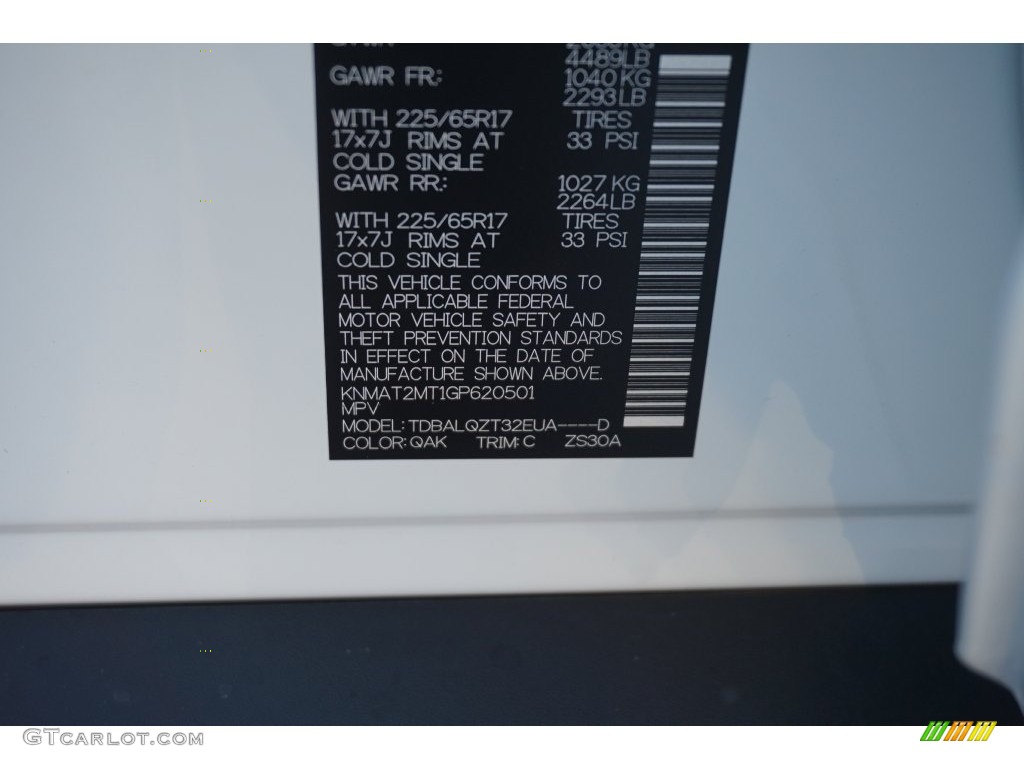 4489LB
GAWR FR: 1040KG
2293LB
WITH 225/65R17 TIRES
17x7J RIMS AT 33 PSI
COLD SINGLE
GAWR RR: 1027 KG
2264LB
WITH 225/65R17 TIRES
17x7J RIMS AT 33 PSI
COLD SINGLE
THIS VEHICLE CONFORMS TO
ALL APPLICABLE FEDERAL
MOTOR VEHICLE SAFETY AND
THEFT PREVENTION STANDARDS
IN EFFECT ON THE DATE OF
MANUFACTURE SHOWN ABOVE.
KNMAT2MT1GP620501
MPV
MODEL: TDBALQZT32EUA----D
COLOR: QAK TRIM: C ZS30A
GTcarlot.com